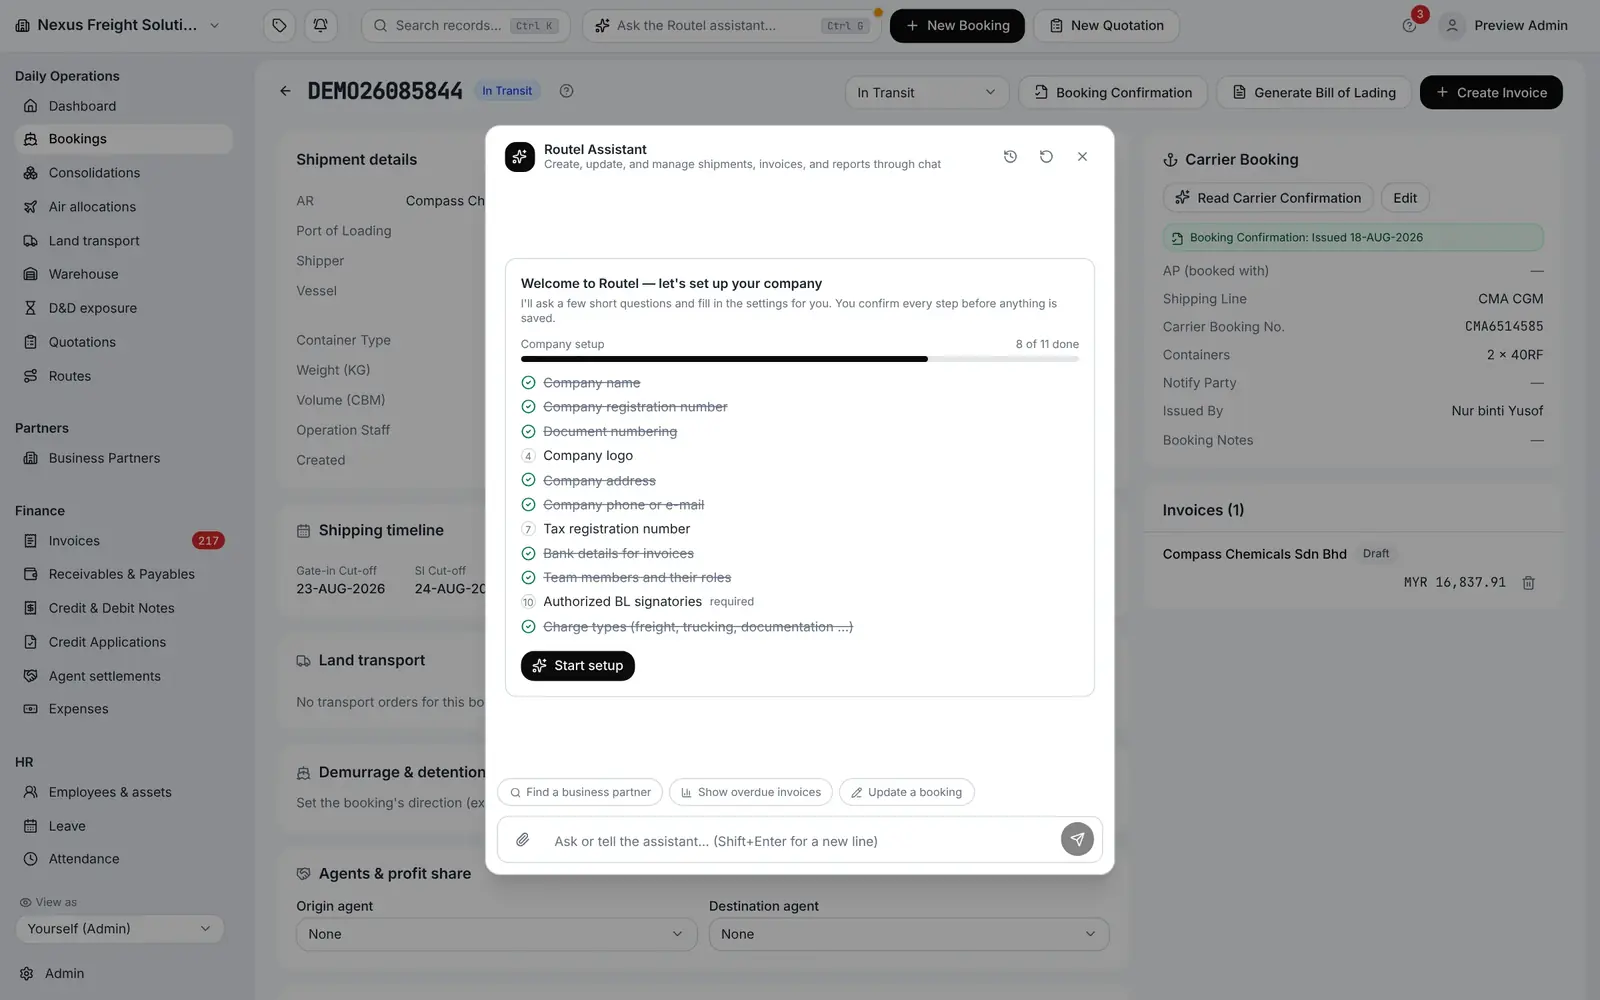 Nexus Freight Soluti...
Search records... Ctrl K
Ask the Routel assistant... Ctrl G
New Booking
New Quotation
3
Preview Admin
Daily Operations
Dashboard
Bookings
Consolidations
Air allocations
Land transport
Warehouse
D&D exposure
Quotations
Routes
Partners
Business Partners
Finance
Invoices 217
Receivables & Payables
Credit & Debit Notes
Credit Applications
Agent settlements
Expenses
HR
Employees & assets
Leave
Attendance
View as
Yourself (Admin)
Admin
DEMO26085844 In Transit
In Transit
Booking Confirmation
Generate Bill of Lading
Create Invoice
Shipment details
AR Compass Ch
Port of Loading
Shipper
Vessel
Container Type
Weight (KG)
Volume (CBM)
Operation Staff
Created
Shipping timeline
Gate-in Cut-off SI Cut-off
23-AUG-2026 24-AUG-20
Land transport
No transport orders for this bo
Demurrage & detention
Set the booking's direction (ex
Agents & profit share
Origin agent Destination agent
None None
Routel Assistant
Create, update, and manage shipments, invoices, and reports through chat
Welcome to Routel — let's set up your company
I'll ask a few short questions and fill in the settings for you. You confirm every step before anything is
saved.
Company setup 8 of 11 done
Company name
Company registration number
Document numbering
4 Company logo
Company address
Company phone or e-mail
7 Tax registration number
Bank details for invoices
Team members and their roles
10 Authorized BL signatories required
Charge types (freight, trucking, documentation ...)
Start setup
Find a business partner
Show overdue invoices
Update a booking
Ask or tell the assistant... (Shift+Enter for a new line)
Carrier Booking
Read Carrier Confirmation Edit
Booking Confirmation: Issued 18-AUG-2026
AP (booked with) —
Shipping Line CMA CGM
Carrier Booking No. CMA6514585
Containers 2 × 40RF
Notify Party —
Issued By Nur binti Yusof
Booking Notes —
Invoices (1)
Compass Chemicals Sdn Bhd Draft
MYR 16,837.91